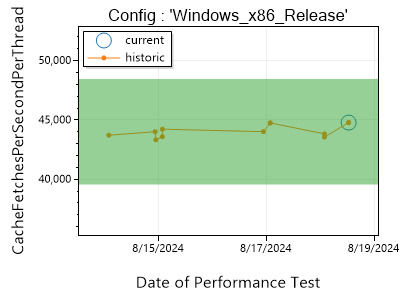 Config : 'Windows_x86_Release'
CacheFetchesPerSecondPerThread
current
historic
50,000
45,000
40,000
8/15/2024
8/17/2024
8/19/2024
Date of Performance Test